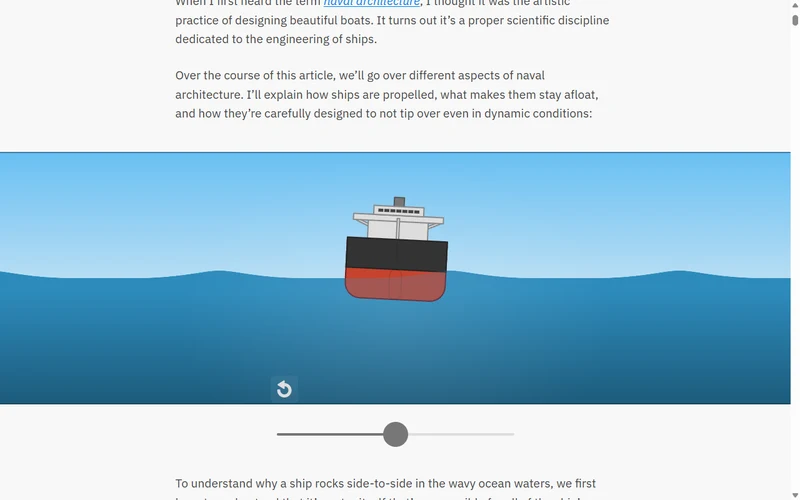 When I first heard the term naval architecture, I thought it was the artistic
practice of designing beautiful boats. It turns out it’s a proper scientific discipline
dedicated to the engineering of ships.
Over the course of this article, we’ll go over different aspects of naval
architecture. I’ll explain how ships are propelled, what makes them stay afloat,
and how they’re carefully designed to not tip over even in dynamic conditions:
To understand why a ship rocks side-to-side in the wavy ocean waters, we first